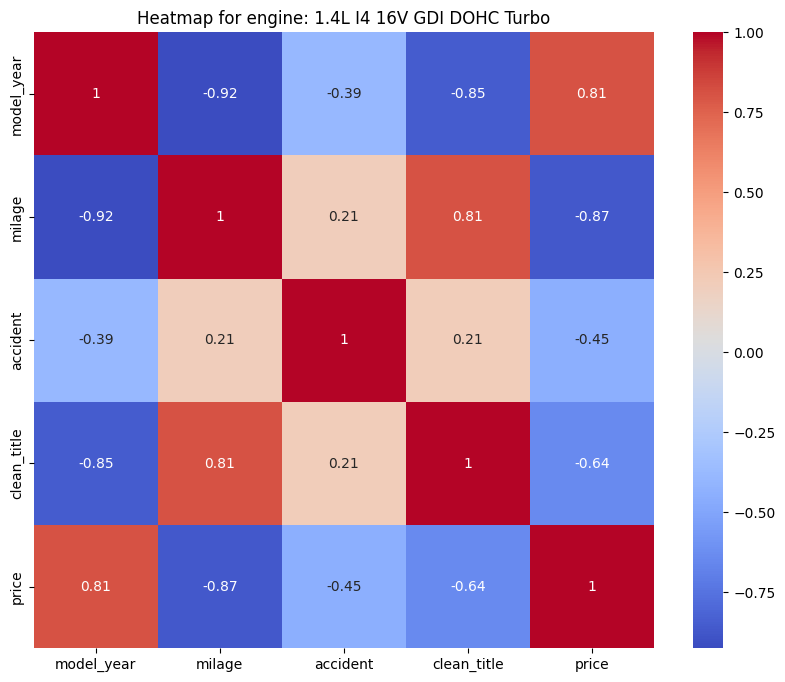 Heatmap for engine: 1.4L I4 16V GDI DOHC Turbo
model_year 1 -0.92 -0.39 -0.85 0.81
milage -0.92 1 0.21 0.81 -0.87
accident -0.39 0.21 1 0.21 -0.45
clean_title -0.85 0.81 0.21 1 -0.64
price 0.81 -0.87 -0.45 -0.64 1
model_year milage accident clean_title price
1.00
0.75
0.50
0.25
0.00
−0.25
−0.50
−0.75